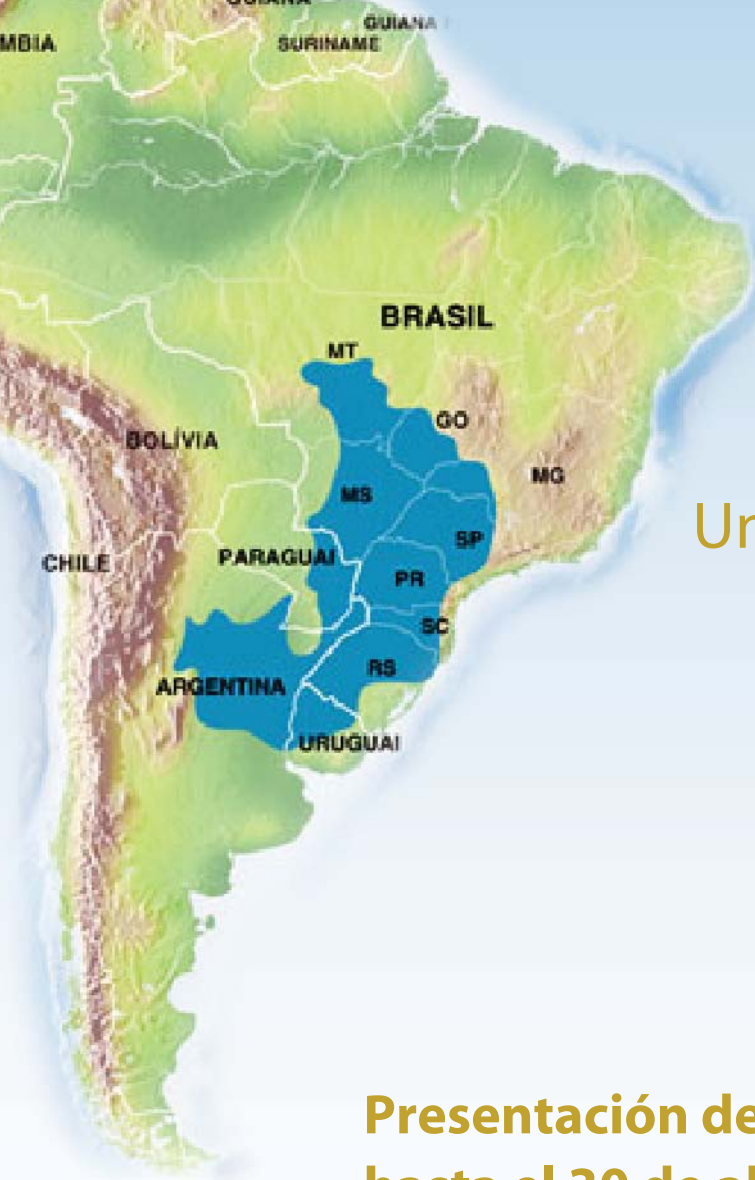 GUIANA
SURINAME
MBIA
BRASIL
MT
GO
BOLÍVIA
MG
MS
Un
SP
PARAGUAI
CHILE
PR
SC
RS
ARGENTINA
URUGUAI
Presentación de